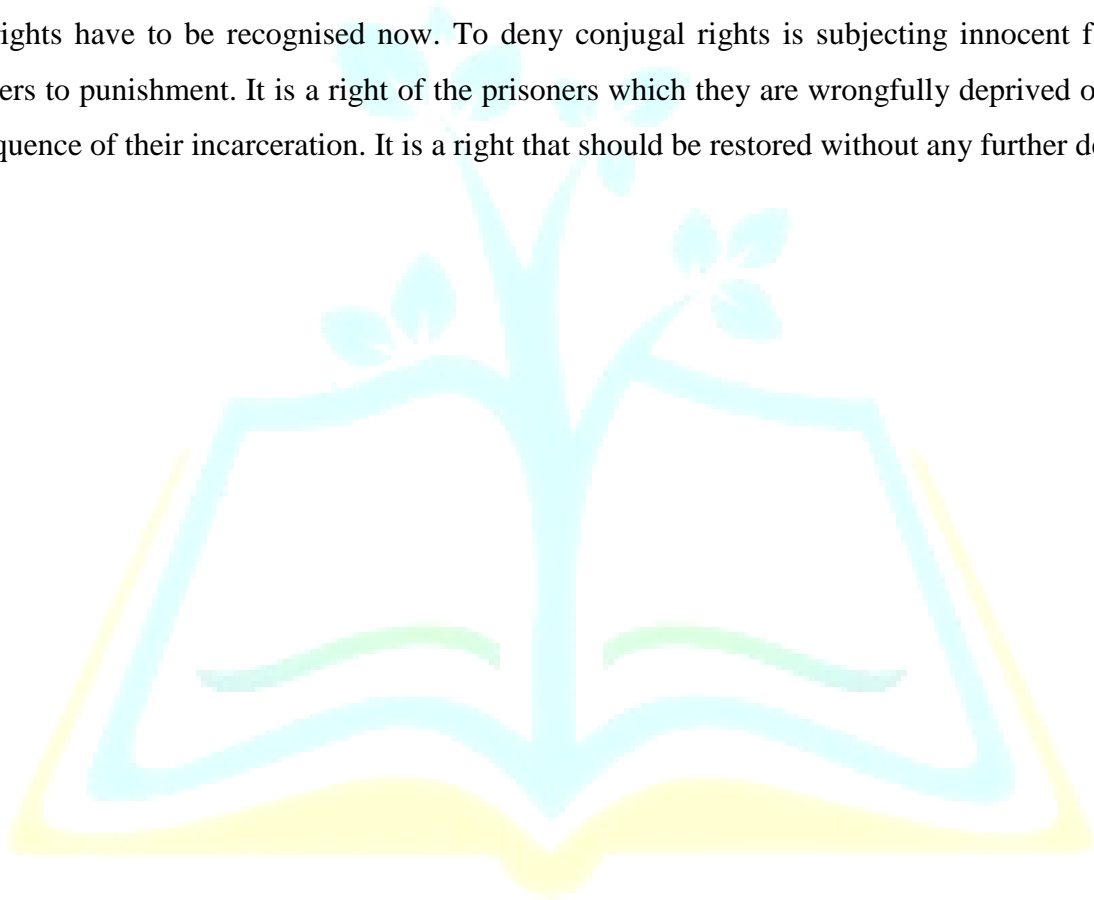 rights have to be recognised now. To deny conjugal rights is subjecting innocent
to punishment. It is a right of the prisoners which they are wrongfully deprived
of their incarceration. It is a right that should be restored without any further